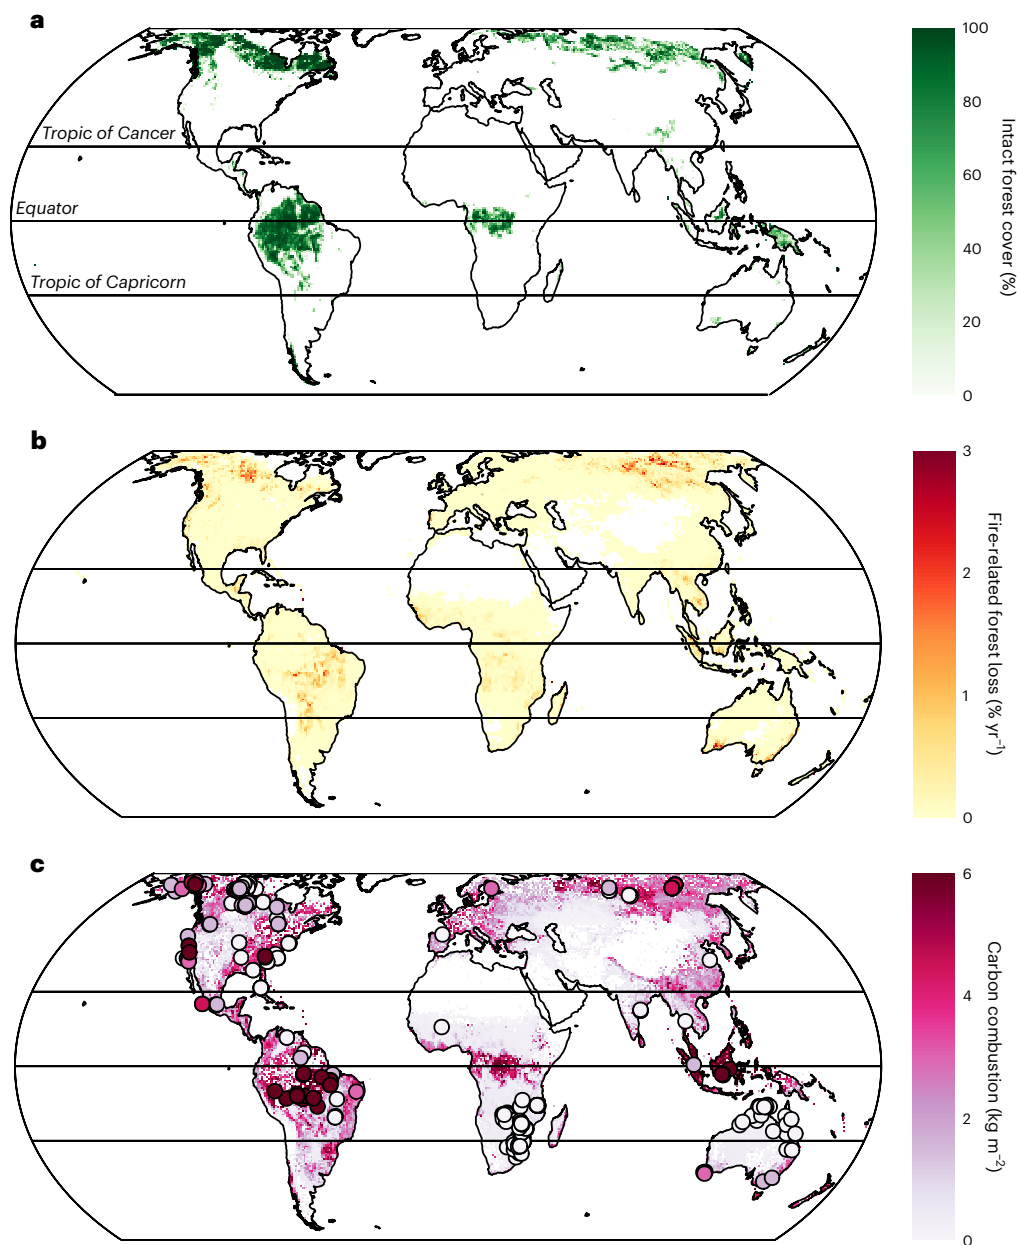 a
Tropic of Cancer
Equator
Tropic of Capricorn
100
80
60
40
20
0
Intact forest cover (%)
b
3
2
1
0
Fire-related forest loss (% yr⁻¹)
c
6
4
2
0
Carbon combustion (kg m⁻²)